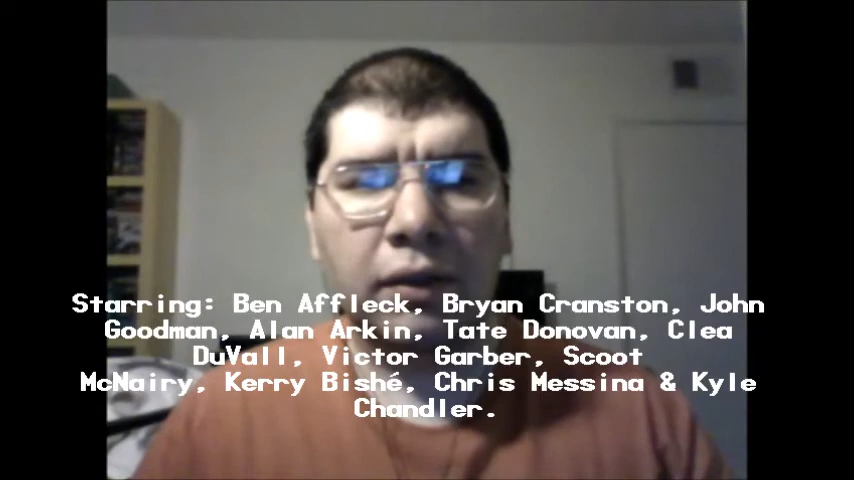 Starring: Ben Affleck, Bryan Cranston, John
Goodman, Alan Arkin, Tate Donovan, Clea
DuVall, Victor Garber, Scoot
McNairy, Kerry Bishé, Chris Messina & Kyle
Chandler.